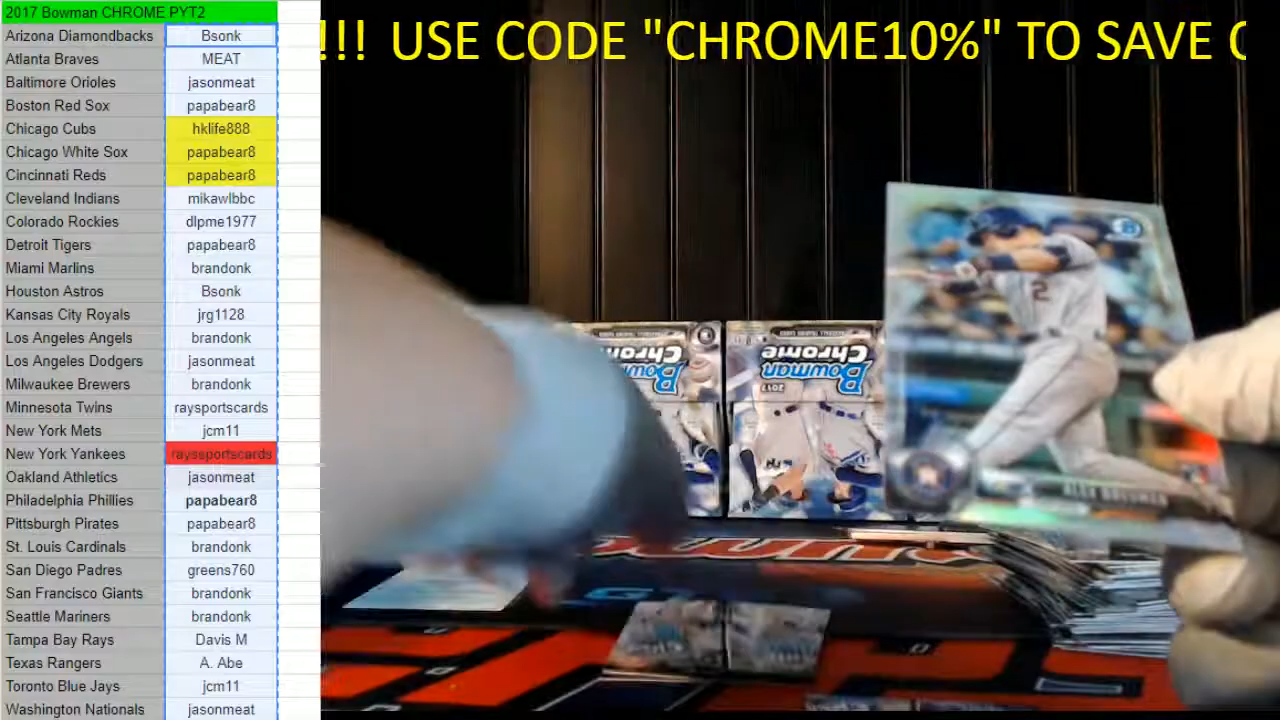 2017 Bowman CHROME PYT2
Arizona Diamondbacks Bsonk
Atlanta Braves MEAT
Baltimore Orioles jasonmeat
Boston Red Sox papabear8
Chicago Cubs hklife888
Chicago White Sox papabear8
Cincinnati Reds papabear8
Cleveland Indians mikawlbbc
Colorado Rockies dlpme1977
Detroit Tigers papabear8
Miami Marlins brandonk
Houston Astros Bsonk
Kansas City Royals jrg1128
Los Angeles Angels brandonk
Los Angeles Dodgers jasonmeat
Milwaukee Brewers brandonk
Minnesota Twins raysportscards
New York Mets jcm11
New York Yankees rayssportscards
Oakland Athletics jasonmeat
Philadelphia Phillies papabear8
Pittsburgh Pirates papabear8
St. Louis Cardinals brandonk
San Diego Padres greens760
San Francisco Giants brandonk
Seattle Mariners brandonk
Tampa Bay Rays Davis M
Texas Rangers A. Abe
Toronto Blue Jays jcm11
Washington Nationals jasonmeat
!!! USE CODE "CHROME10%" TO SAVE
2
Chrome
Bowman
Chrome
Bowman
2017
ALEX BREGMAN